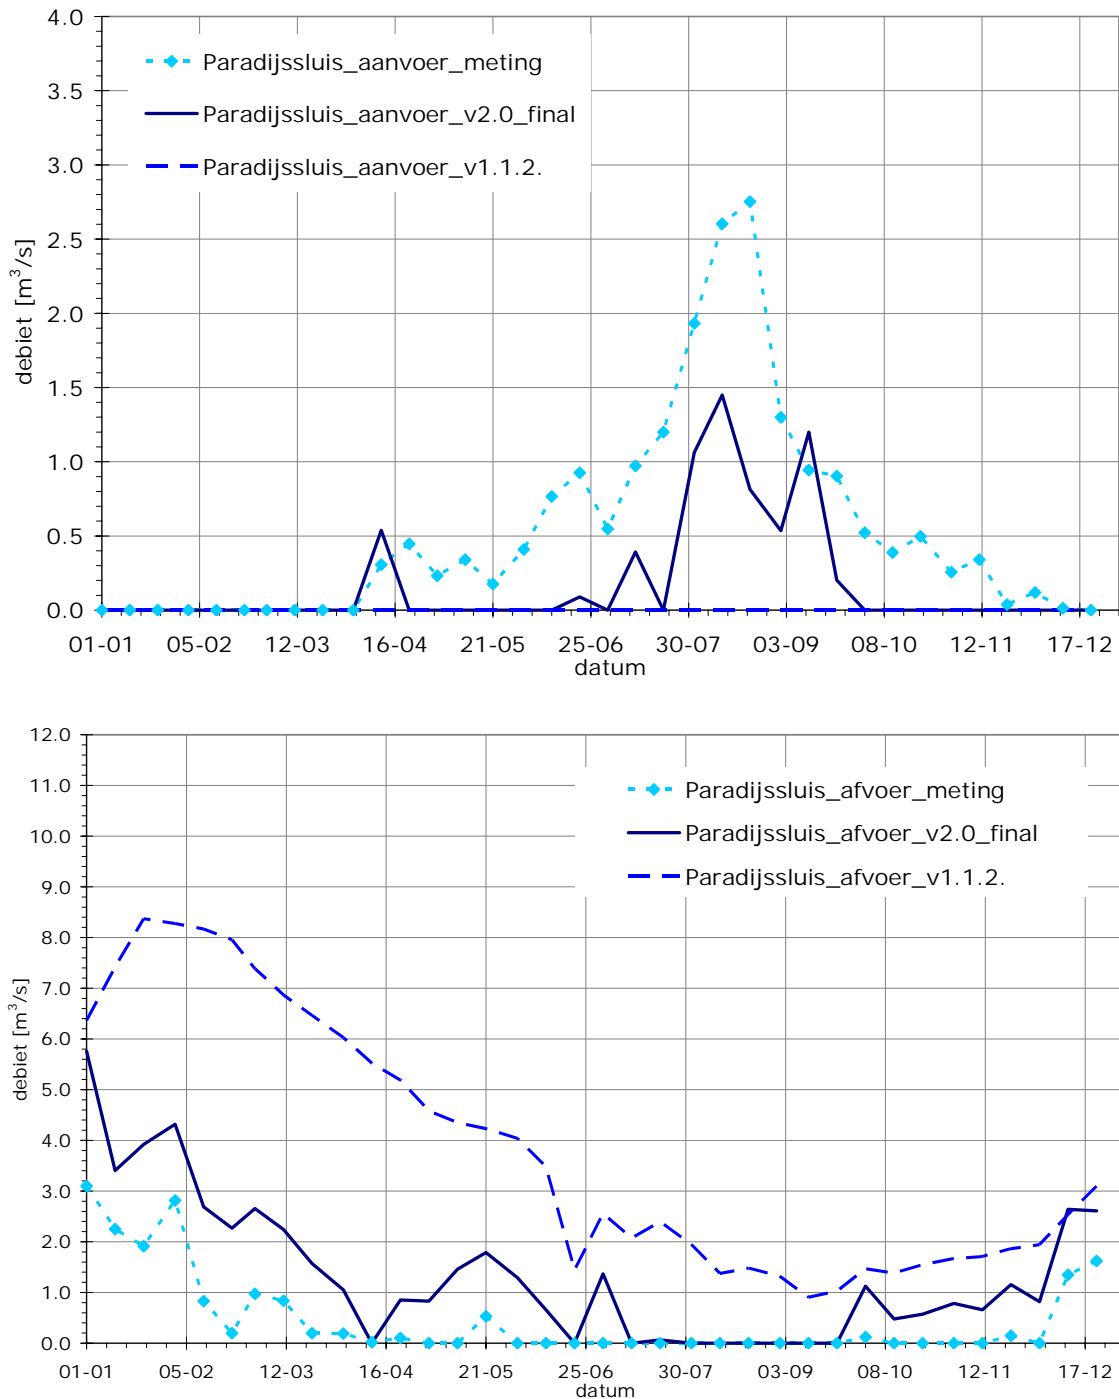 4.0
3.5
3.0
2.5
2.0
1.5
1.0
0.5
0.0
debiet [m³/s]
Paradijssluis_aanvoer_meting
Paradijssluis_aanvoer_v2.0_final
Paradijssluis_aanvoer_v1.1.2.
01-01 05-02 12-03 16-04 21-05 25-06 30-07 03-09 08-10 12-11 17-12
datum
12.0
11.0
10.0
9.0
8.0
7.0
6.0
5.0
4.0
3.0
2.0
1.0
0.0
debiet [m³/s]
Paradijssluis_afvoer_meting
Paradijssluis_afvoer_v2.0_final
Paradijssluis_afvoer_v1.1.2.
01-01 05-02 12-03 16-04 21-05 25-06 30-07 03-09 08-10 12-11 17-12
datum